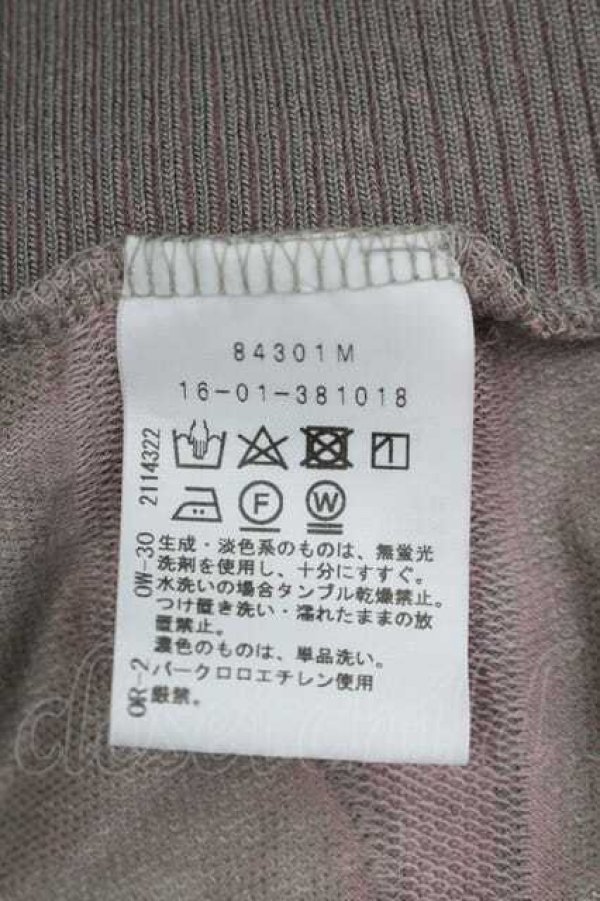 84301M
16-01-381018
2114322
F
W
OW-30
生成・淡色系のものは、無蛍光
洗剤を使用し、十分にすすぐ。
水洗いの場合タンブル乾燥禁止。
つけ置き洗い・濡れたままの放
置禁止。
濃色のものは、単品洗い。
OR-2
パークロロエチレン使用
厳禁。